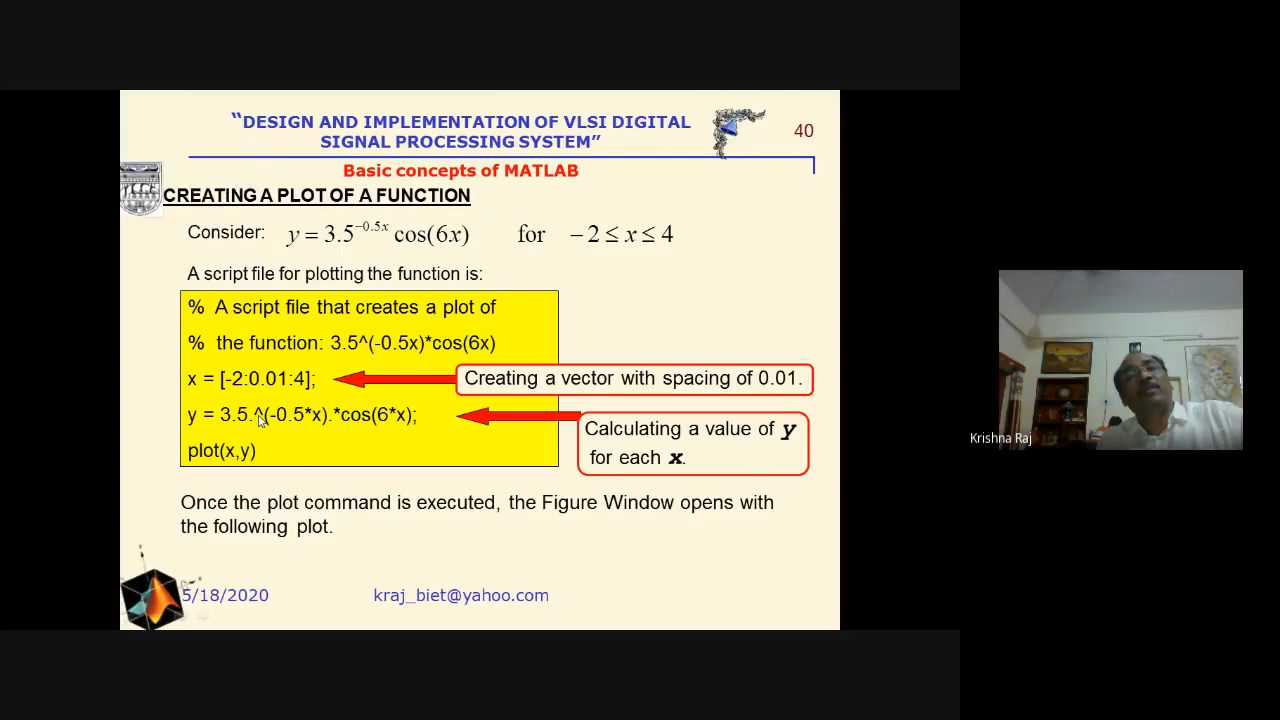 “DESIGN AND IMPLEMENTATION OF VLSI DIGITAL
SIGNAL PROCESSING SYSTEM”
40
Basic concepts of MATLAB
CREATING A PLOT OF A FUNCTION
Consider: y = 3.5^{-0.5x} cos(6x) for −2 ≤ x ≤ 4
A script file for plotting the function is:
% A script file that creates a plot of
% the function: 3.5^(-0.5x)*cos(6x)
x = [-2:0.01:4];
Creating a vector with spacing of 0.01.
y = 3.5.^(-0.5*x).*cos(6*x);
Calculating a value of y
for each x.
plot(x,y)
Once the plot command is executed, the Figure Window opens with
the following plot.
5/18/2020
kraj_biet@yahoo.com
Krishna Raj